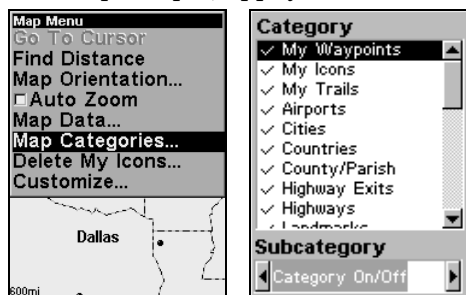 Map Menu
Go To Cursor
Find Distance
Map Orientation...
Auto Zoom
Map Data...
Map Categories...
Delete My Icons...
Customize...
Dallas
600mi
Category
My Waypoints
My Icons
My Trails
Airports
Cities
Countries
County/Parish
Highway Exits
Highways
Landmarks
Subcategory
Category On/Off